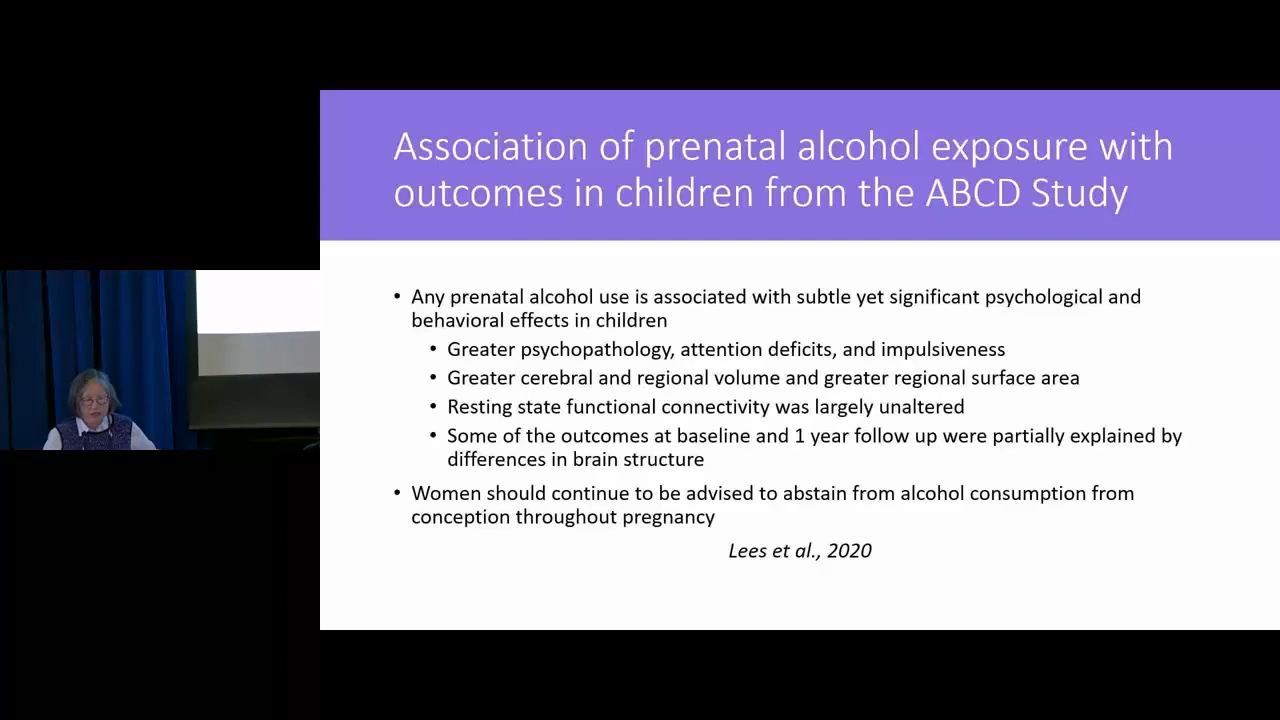 Association of prenatal alcohol exposure with
outcomes in children from the ABCD Study
• Any prenatal alcohol use is associated with subtle yet significant psychological and
behavioral effects in children
• Greater psychopathology, attention deficits, and impulsiveness
• Greater cerebral and regional volume and greater regional surface area
• Resting state functional connectivity was largely unaltered
• Some of the outcomes at baseline and 1 year follow up were partially explained by
differences in brain structure
• Women should continue to be advised to abstain from alcohol consumption from
conception throughout pregnancy
Lees et al., 2020